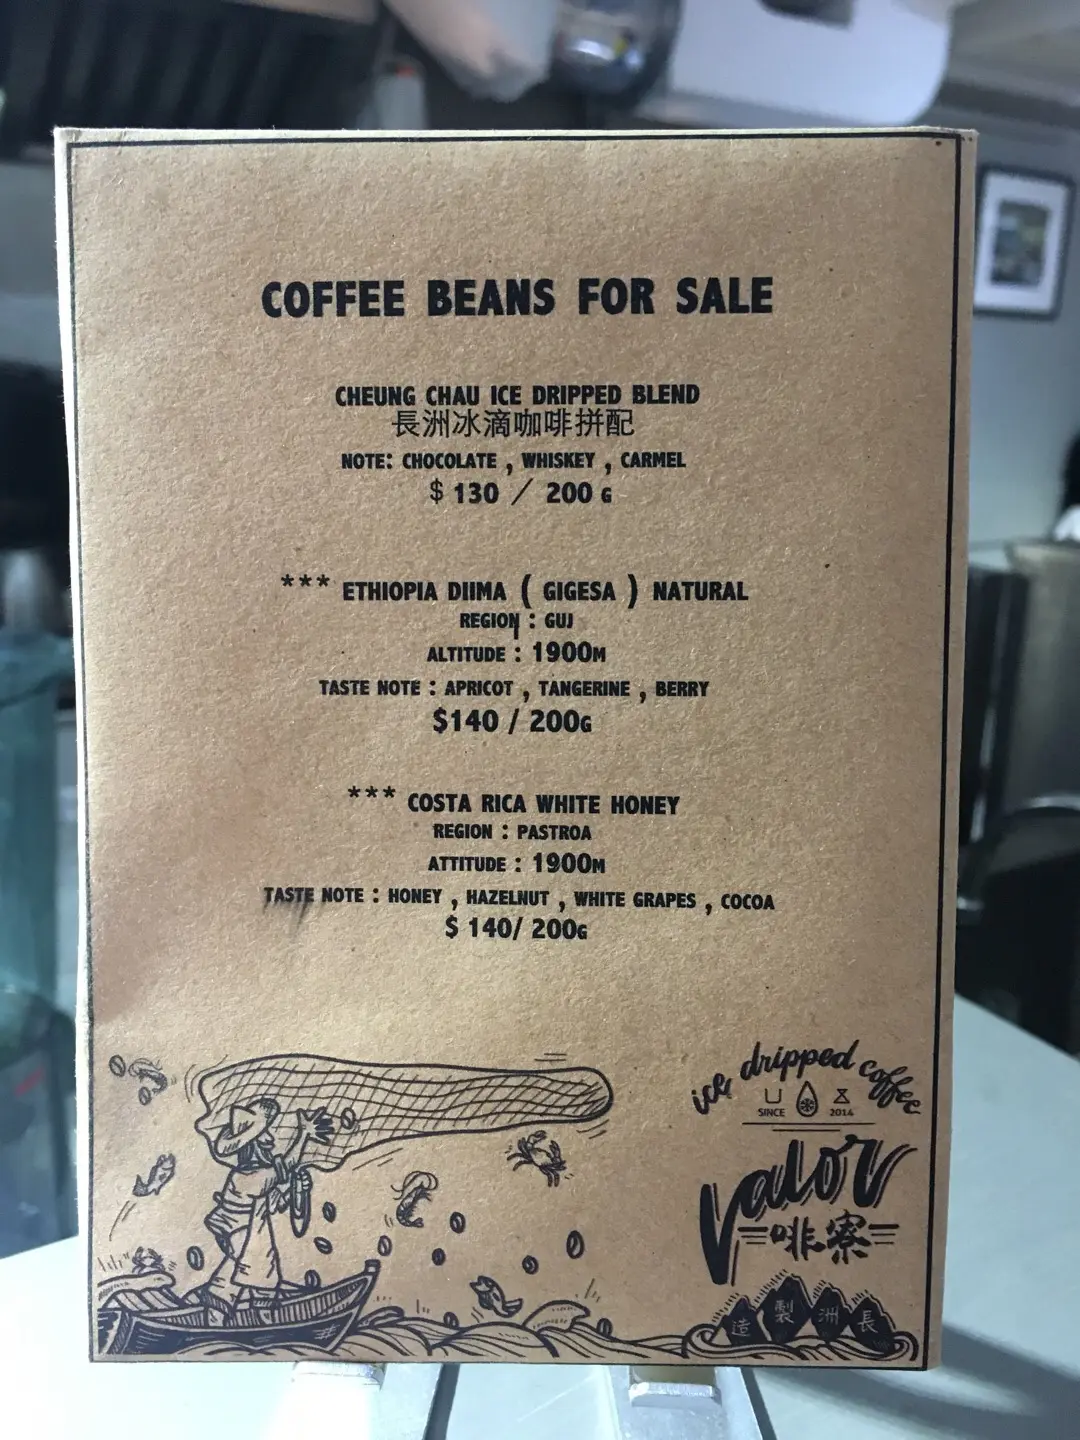 COFFEE BEANS FOR SALE
CHEUNG CHAU ICE DRIPPED BLEND
長洲冰滴咖啡拼配
NOTE: CHOCOLATE , WHISKEY , CARMEL
$ 130 / 200 G
*** ETHIOPIA DIIMA ( GIGESA ) NATURAL
REGION : GUJ
ALTITUDE : 1900M
TASTE NOTE : APRICOT , TANGERINE , BERRY
$140 / 200G
*** COSTA RICA WHITE HONEY
REGION : PASTROA
ATTITUDE : 1900M
TASTE NOTE : HONEY , HAZELNUT , WHITE GRAPES , COCOA
$ 140/ 200G
ice dripped coffee
SINCE 2014
Valor
啡寮
造製洲長